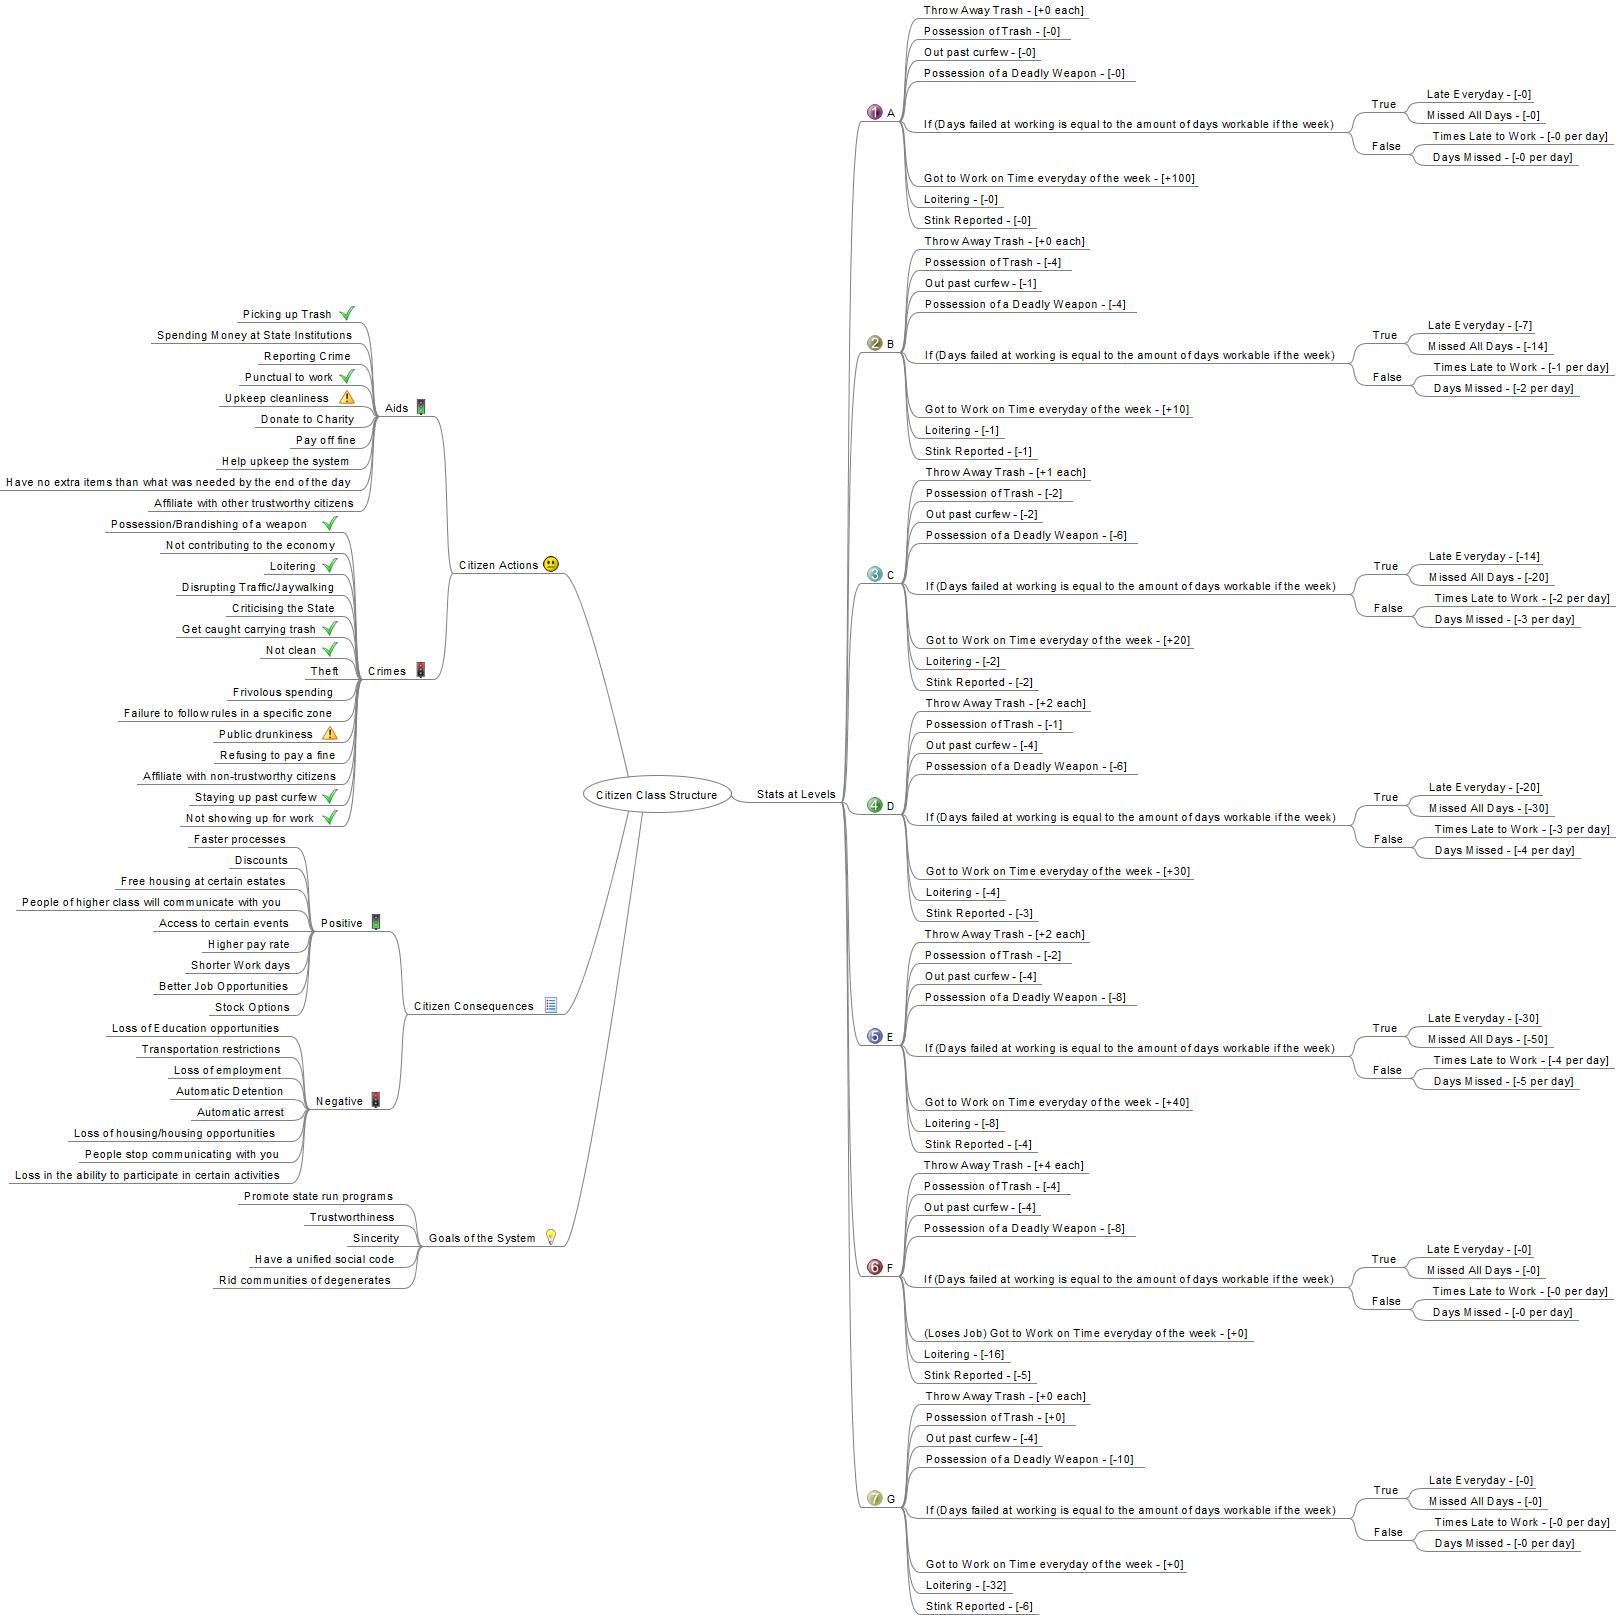 Citizen Class Structure
Citizen Actions
Aids
Picking up Trash
Spending Money at State Institutions
Reporting Crime
Punctual to work
Upkeep cleanliness
Donate to Charity
Pay off fine
Help upkeep the system
Have no extra items than what was needed by the end of the day
Affiliate with other trustworthy citizens
Crimes
Possession/Brandishing of a weapon
Not contributing to the economy
Loitering
Disrupting Traffic/Jaywalking
Criticising the State
Get caught carrying trash
Not clean
Theft
Frivolous spending
Failure to follow rules in a specific zone
Public drunkiness
Refusing to pay a fine
Affiliate with non-trustworthy citizens
Staying up past curfew
Not showing up for work
Citizen Consequences
Positive
Faster processes
Discounts
Free housing at certain estates
People of higher class will communicate with you
Access to certain events
Higher pay rate
Shorter Work days
Better Job Opportunities
Stock Options
Negative
Loss of Education opportunities
Transportation restrictions
Loss of employment
Automatic Detention
Automatic arrest
Loss of housing/housing opportunities
People stop communicating with you
Loss in the ability to participate in certain activities
Goals of the System
Promote state run programs
Trustworthiness
Sincerity
Have a unified social code
Rid communities of degenerates
Stats at Levels
1 A
Throw Away Trash - [+0 each]
Possession of Trash - [-0]
Out past curfew - [-0]
Possession of a Deadly Weapon - [-0]
If (Days failed at working is equal to the amount of days workable if the week)
True
Late Everyday - [-0]
Missed All Days - [-0]
False
Times Late to Work - [-0 per day]
Days Missed - [-0 per day]
Got to Work on Time everyday of the week - [+100]
Loitering - [-0]
Stink Reported - [-0]
2 B
Throw Away Trash - [+0 each]
Possession of Trash - [-4]
Out past curfew - [-1]
Possession of a Deadly Weapon - [-4]
If (Days failed at working is equal to the amount of days workable if the week)
True
Late Everyday - [-7]
Missed All Days - [-14]
False
Times Late to Work - [-1 per day]
Days Missed - [-2 per day]
Got to Work on Time everyday of the week - [+10]
Loitering - [-1]
Stink Reported - [-1]
3 C
Throw Away Trash - [+1 each]
Possession of Trash - [-2]
Out past curfew - [-2]
Possession of a Deadly Weapon - [-6]
If (Days failed at working is equal to the amount of days workable if the week)
True
Late Everyday - [-14]
Missed All Days - [-20]
False
Times Late to Work - [-2 per day]
Days Missed - [-3 per day]
Got to Work on Time everyday of the week - [+20]
Loitering - [-2]
Stink Reported - [-2]
4 D
Throw Away Trash - [+2 each]
Possession of Trash - [-1]
Out past curfew - [-4]
Possession of a Deadly Weapon - [-6]
If (Days failed at working is equal to the amount of days workable if the week)
True
Late Everyday - [-20]
Missed All Days - [-30]
False
Times Late to Work - [-3 per day]
Days Missed - [-4 per day]
Got to Work on Time everyday of the week - [+30]
Loitering - [-4]
Stink Reported - [-3]
5 E
Throw Away Trash - [+2 each]
Possession of Trash - [-2]
Out past curfew - [-4]
Possession of a Deadly Weapon - [-8]
If (Days failed at working is equal to the amount of days workable if the week)
True
Late Everyday - [-30]
Missed All Days - [-50]
False
Times Late to Work - [-4 per day]
Days Missed - [-5 per day]
Got to Work on Time everyday of the week - [+40]
Loitering - [-8]
Stink Reported - [-4]
6 F
Throw Away Trash - [+4 each]
Possession of Trash - [-4]
Out past curfew - [-4]
Possession of a Deadly Weapon - [-8]
If (Days failed at working is equal to the amount of days workable if the week)
True
Late Everyday - [-0]
Missed All Days - [-0]
False
Times Late to Work - [-0 per day]
Days Missed - [-0 per day]
(Loses Job) Got to Work on Time everyday of the week - [+0]
Loitering - [-16]
Stink Reported - [-5]
7 G
Throw Away Trash - [+0 each]
Possession of Trash - [+0]
Out past curfew - [-4]
Possession of a Deadly Weapon - [-10]
If (Days failed at working is equal to the amount of days workable if the week)
True
Late Everyday - [-0]
Missed All Days - [-0]
False
Times Late to Work - [-0 per day]
Days Missed - [-0 per day]
Got to Work on Time everyday of the week - [+0]
Loitering - [-32]
Stink Reported - [-6]